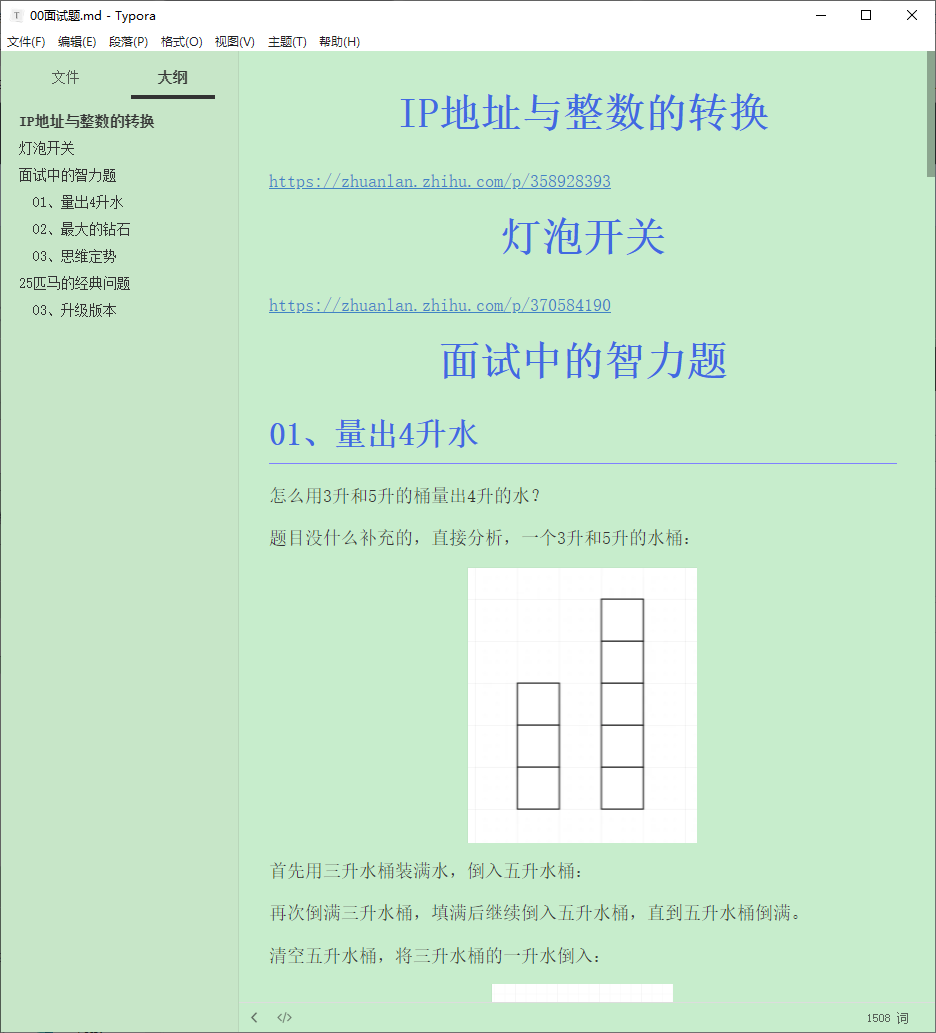 00面试题.md - Typora
文件(F) 编辑(E) 段落(P) 格式(O) 视图(V) 主题(T) 帮助(H)
文件 大纲
IP地址与整数的转换
灯泡开关
面试中的智力题
01、量出4升水
02、最大的钻石
03、思维定势
25匹马的经典问题
03、升级版本
IP地址与整数的转换
https://zhuanlan.zhihu.com/p/358928393
灯泡开关
https://zhuanlan.zhihu.com/p/370584190
面试中的智力题
01、量出4升水
怎么用3升和5升的桶量出4升的水？
题目没什么补充的，直接分析，一个3升和5升的水桶：
首先用三升水桶装满水，倒入五升水桶：
再次倒满三升水桶，填满后继续倒入五升水桶，直到五升水桶倒满。
清空五升水桶，将三升水桶的一升水倒入：
1508 词